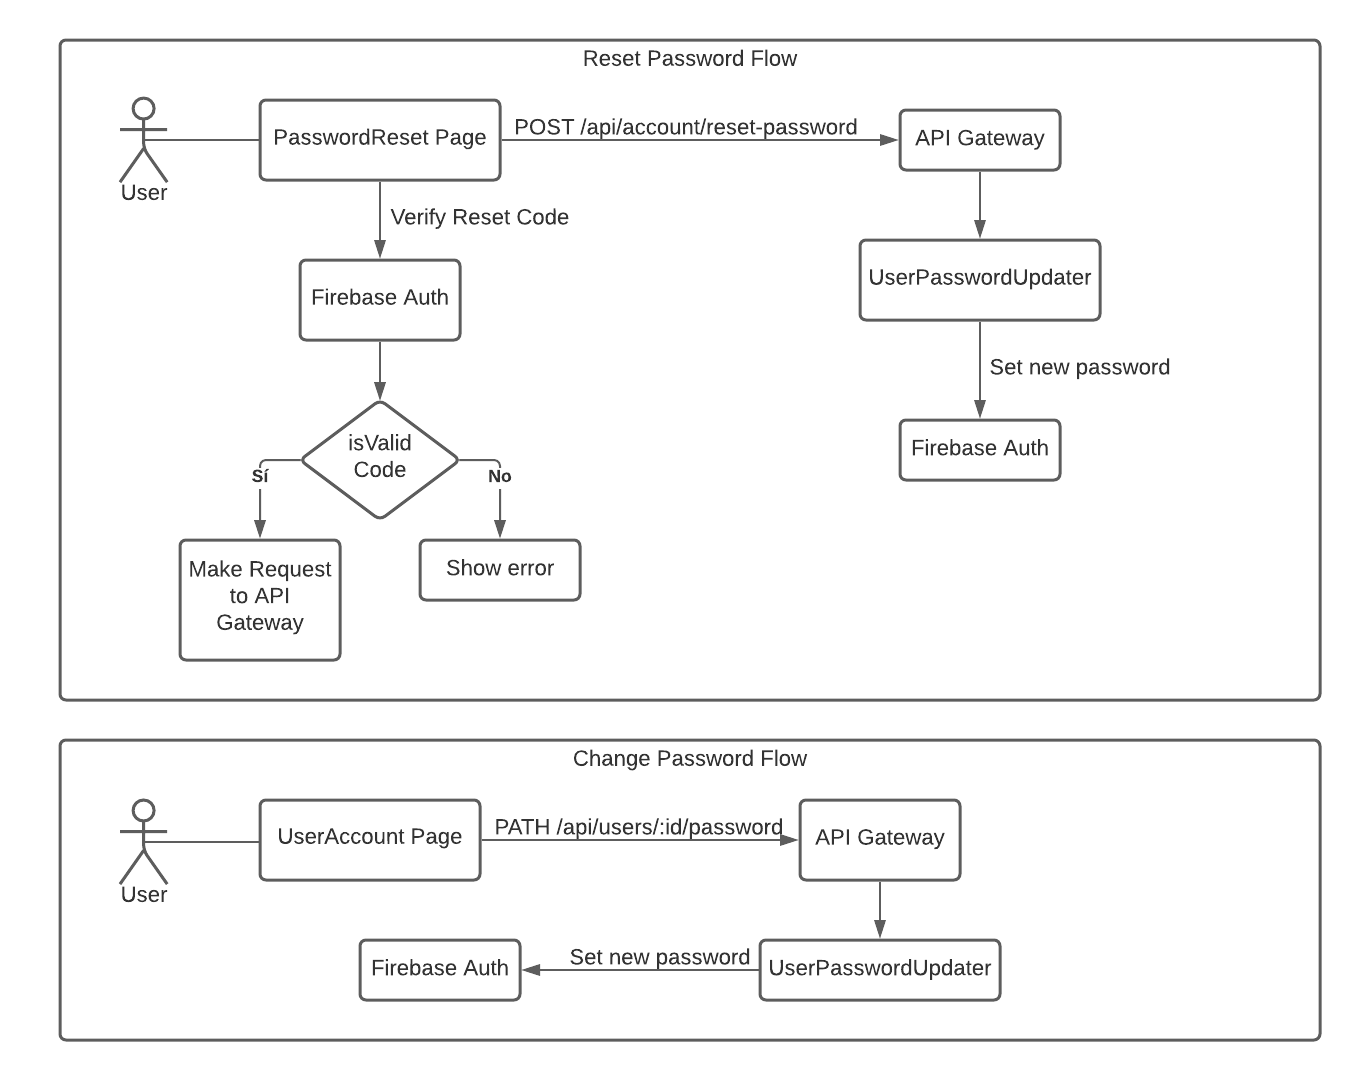 Reset Password Flow
User
PasswordReset Page
POST /api/account/reset-password
API Gateway
Verify Reset Code
Firebase Auth
UserPasswordUpdater
Set new password
Firebase Auth
isValid
Code
Sí
No
Make Request
to API
Gateway
Show error
Change Password Flow
User
UserAccount Page
PATH /api/users/:id/password
API Gateway
Firebase Auth
Set new password
UserPasswordUpdater